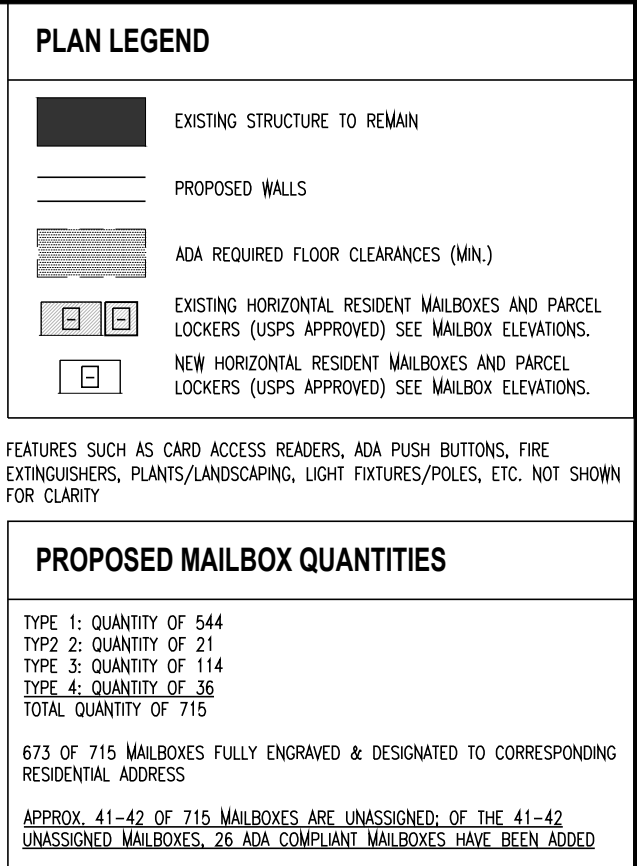 PLAN LEGEND
EXISTING STRUCTURE TO REMAIN
PROPOSED WALLS
ADA REQUIRED FLOOR CLEARANCES (MIN.)
EXISTING HORIZONTAL RESIDENT MAILBOXES AND PARCEL
LOCKERS (USPS APPROVED) SEE MAILBOX ELEVATIONS.
NEW HORIZONTAL RESIDENT MAILBOXES AND PARCEL
LOCKERS (USPS APPROVED) SEE MAILBOX ELEVATIONS.
FEATURES SUCH AS CARD ACCESS READERS, ADA PUSH BUTTONS, FIRE
EXTINGUISHERS, PLANTS/LANDSCAPING, LIGHT FIXTURES/POLES, ETC. NOT SHOWN
FOR CLARITY
PROPOSED MAILBOX QUANTITIES
TYPE 1: QUANTITY OF 544
TYP2 2: QUANTITY OF 21
TYPE 3: QUANTITY OF 114
TYPE 4: QUANTITY OF 36
TOTAL QUANTITY OF 715
673 OF 715 MAILBOXES FULLY ENGRAVED & DESIGNATED TO CORRESPONDING
RESIDENTIAL ADDRESS
APPROX. 41-42 OF 715 MAILBOXES ARE UNASSIGNED; OF THE 41-42
UNASSIGNED MAILBOXES, 26 ADA COMPLIANT MAILBOXES HAVE BEEN ADDED